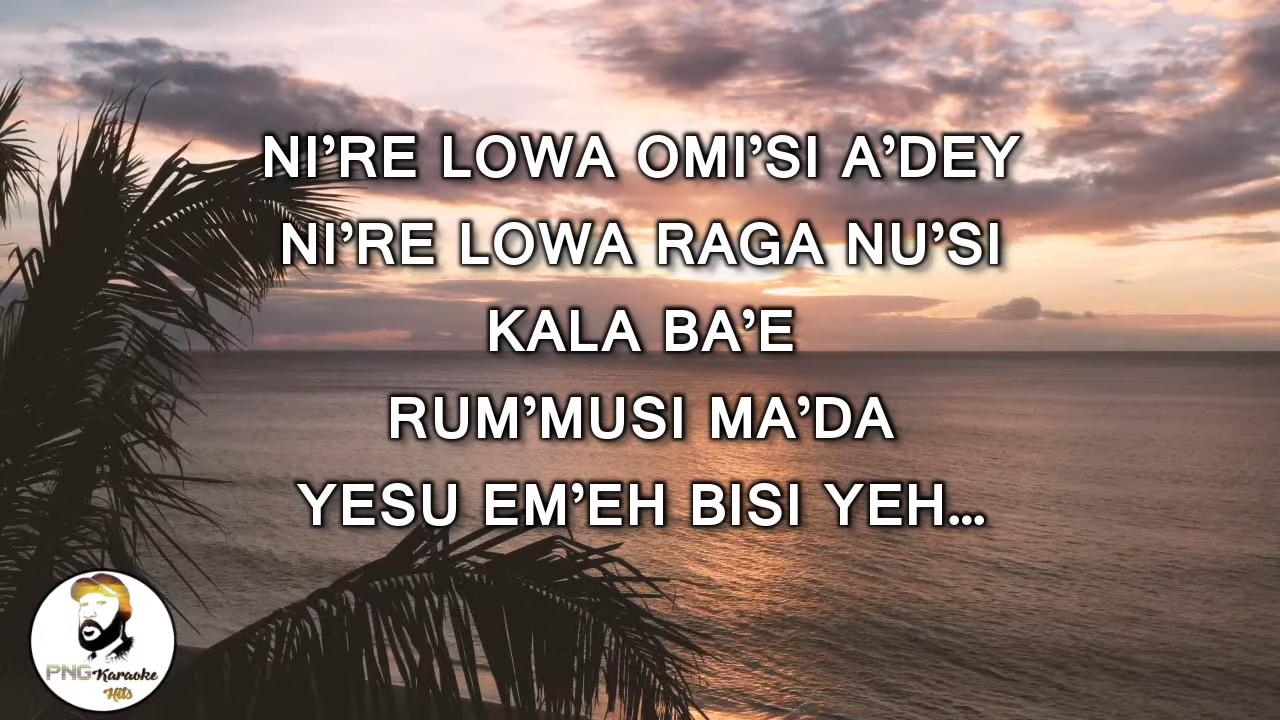 NI’RE LOWA OMI’SI A’DEY
NI’RE LOWA RAGA NU’SI
KALA BA’E
RUM’MUSI MA’DA
YESU EM’EH BISI YEH...
PNG Karaoke
Hits